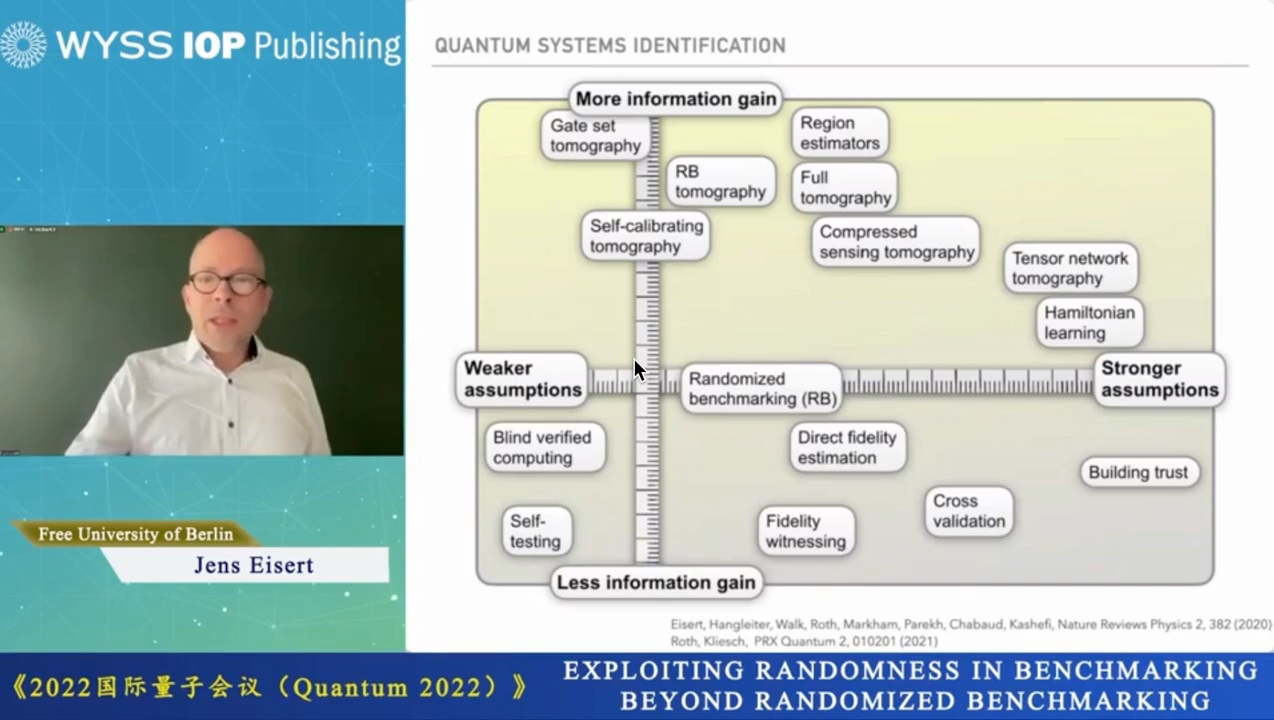 WYSS IOP Publishing
QUANTUM SYSTEMS IDENTIFICATION
More information gain
Gate set
tomography
Region
estimators
RB
tomography
Full
tomography
Self-calibrating
tomography
Compressed
sensing tomography
Tensor network
tomography
Hamiltonian
learning
Weaker
assumptions
Randomized
benchmarking (RB)
Stronger
assumptions
Blind verified
computing
Direct fidelity
estimation
Building trust
Self-
testing
Fidelity
witnessing
Cross
validation
Less information gain
Eisert, Hangleiter, Walk, Roth, Markham, Parekh, Chabaud, Kashefi, Nature Reviews Physics 2, 382 (2020)
Roth, Kliesch, PRX Quantum 2, 010201 (2021)
Free University of Berlin
Jens Eisert
《2022国际量子会议（Quantum 2022）》
EXPLOITING RANDOMNESS IN BENCHMARKING
BEYOND RANDOMIZED BENCHMARKING